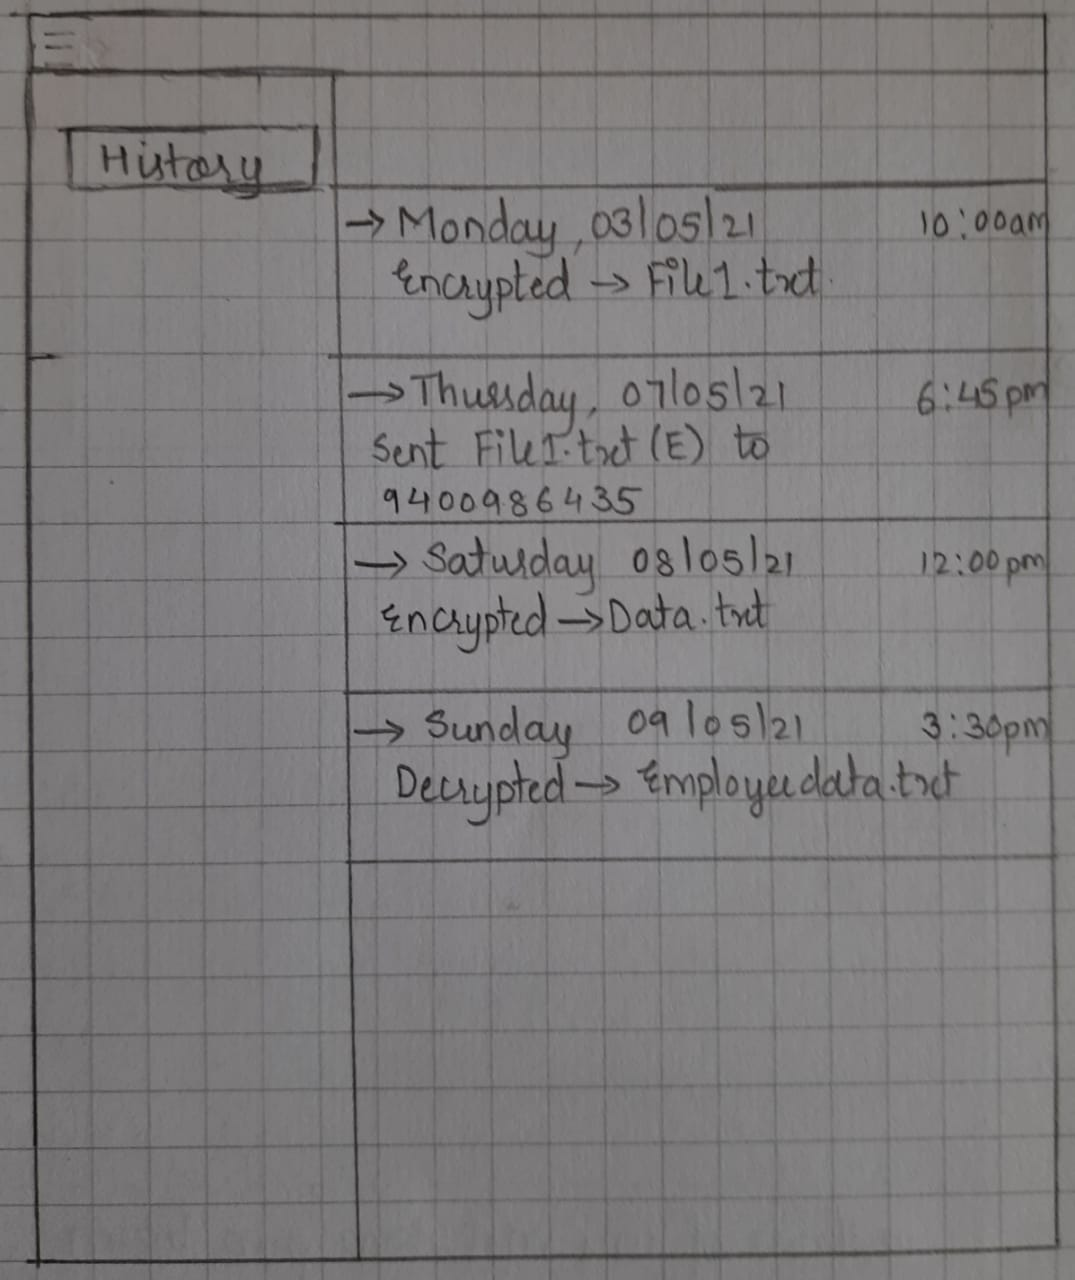 History
→ Monday, 03/05/21 10:00am
Encrypted → File1.txt
→ Thursday, 07/05/21 6:45pm
Sent File1.txt (E) to
9400986435
→ Saturday 08/05/21 12:00pm
Encrypted → Data.txt
→ Sunday 09/05/21 3:30pm
Decrypted → Employeedata.txt